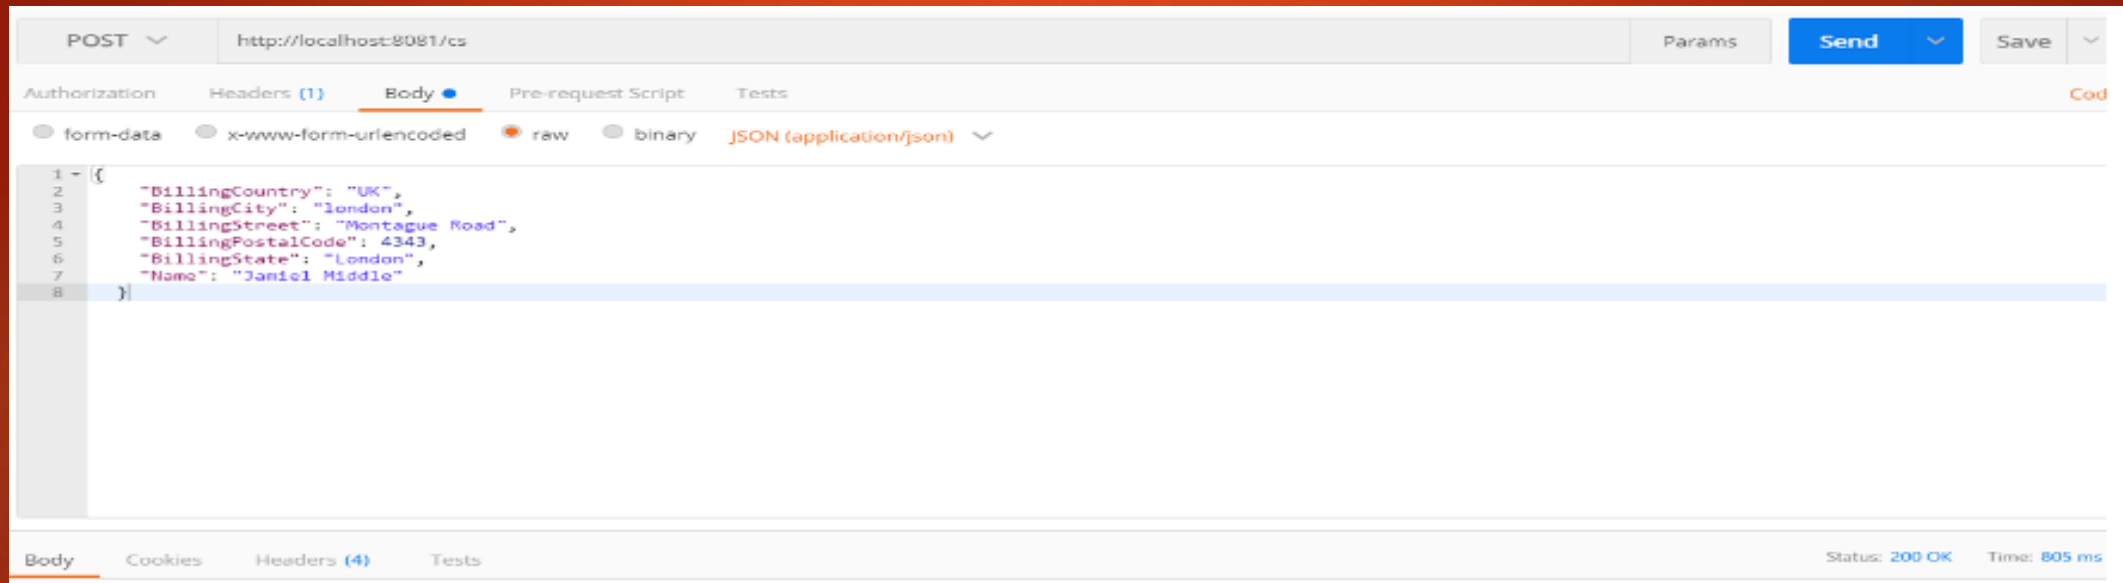 POST http://localhost:8081/cs Params Send Save
Authorization Headers (1) Body Pre-request Script Tests Cod
form-data x-www-form-urlencoded raw binary JSON (application/json)
1 {
2 "BillingCountry": "UK",
3 "BillingCity": "london",
4 "BillingStreet": "Montague Road",
5 "BillingPostalCode": 4343,
6 "BillingState": "London",
7 "Name": "Jamiel Middle"
8 }
Body Cookies Headers (4) Tests Status: 200 OK Time: 805 ms